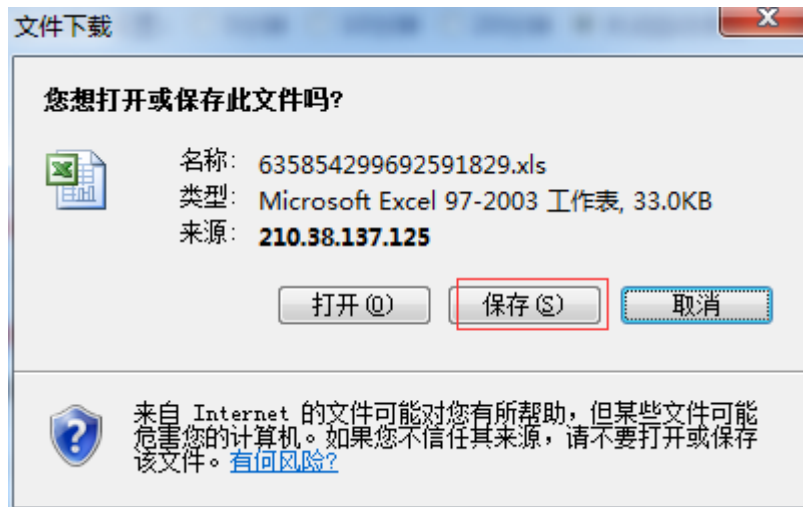 文件下载
您想打开或保存此文件吗?
名称: 635854299692591829.xls
类型: Microsoft Excel 97-2003 工作表, 33.0KB
来源: 210.38.137.125
打开(O) 保存(S) 取消
来自 Internet 的文件可能对您有所帮助，但某些文件可能
危害您的计算机。如果您不信任其来源，请不要打开或保存
该文件。有何风险?